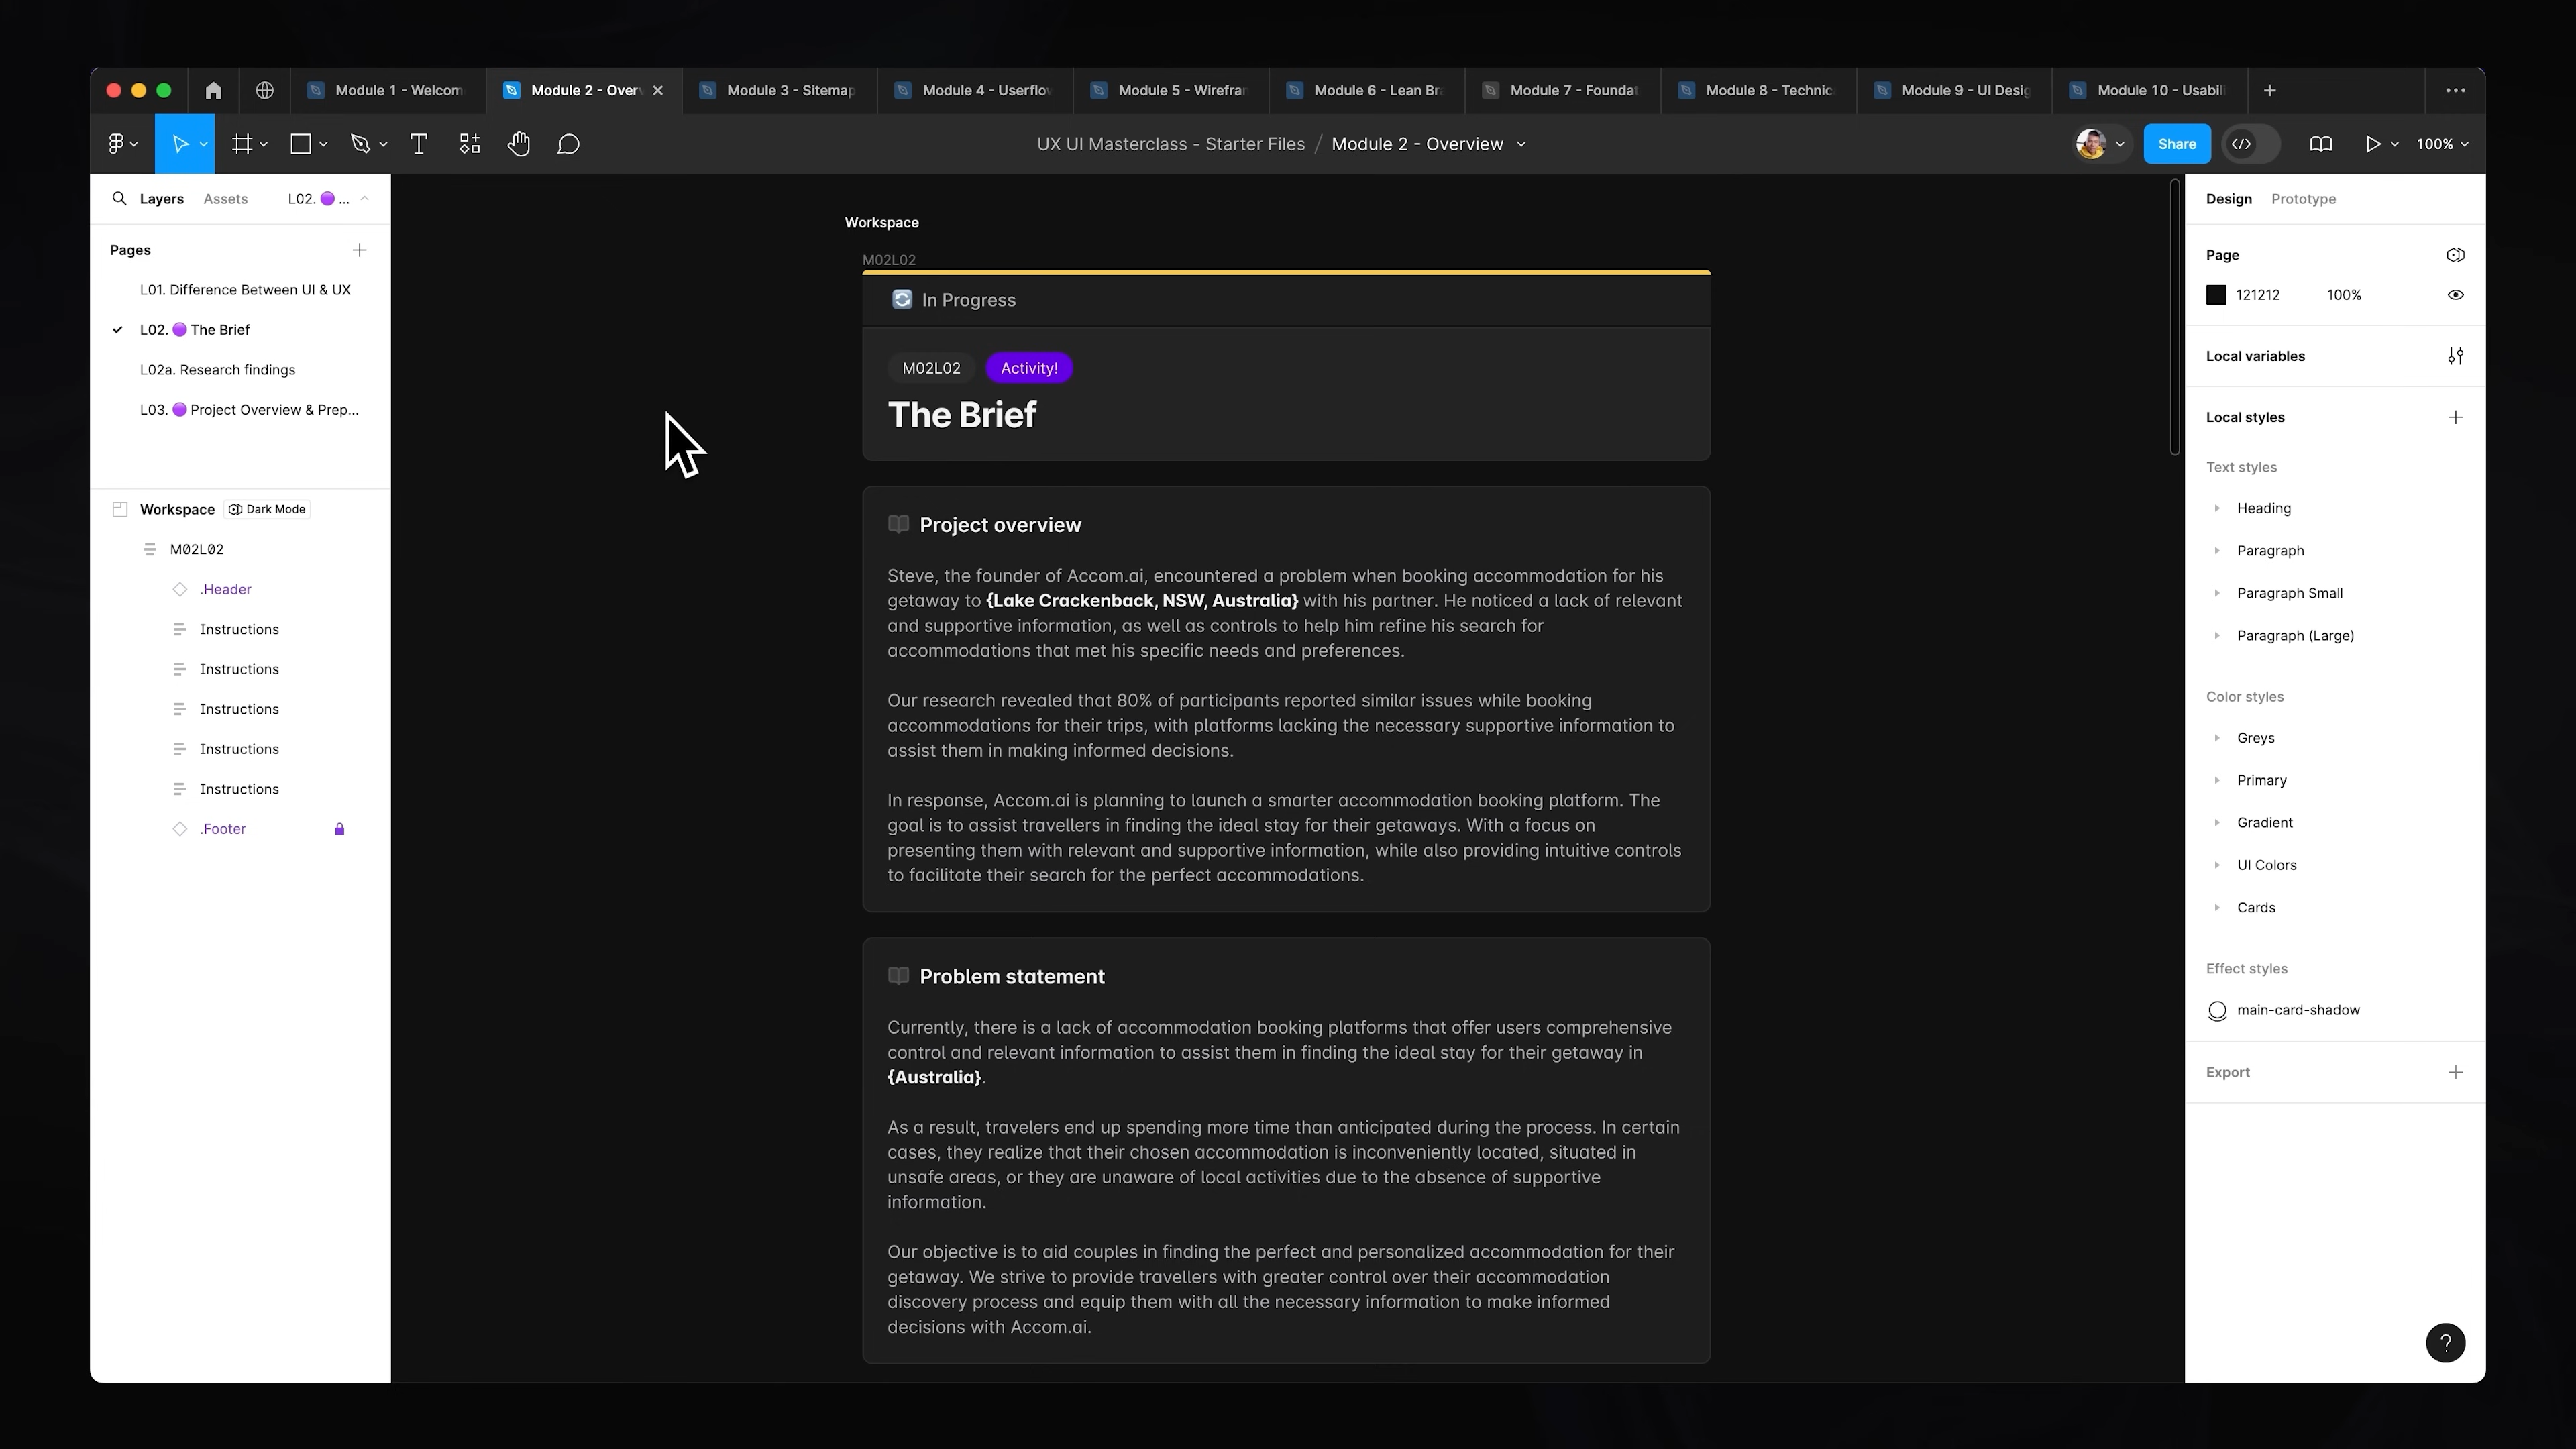 Module 1 - Welcom
Module 2 - Over
Module 3 - Sitemap
Module 4 - Userflo
Module 5 - Wirefra
Module 6 - Lean Br
Module 7 - Foundat
Module 8 - Technic
Module 9 - UI Desig
Module 10 - Usabil
UX UI Masterclass - Starter Files / Module 2 - Overview
Share
100%
Layers
Assets
L02. 🟣 ...
Pages
L01. Difference Between UI & UX
L02. 🟣 The Brief
L02a. Research findings
L03. 🟣 Project Overview & Prep...
Workspace
Dark Mode
M02L02
.Header
Instructions
Instructions
Instructions
Instructions
Instructions
.Footer
Workspace
M02L02
In Progress
M02L02
Activity!
The Brief
Project overview
Steve, the founder of Accom.ai, encountered a problem when booking accommodation for his
getaway to {Lake Crackenback, NSW, Australia} with his partner. He noticed a lack of relevant
and supportive information, as well as controls to help him refine his search for
accommodations that met his specific needs and preferences.
Our research revealed that 80% of participants reported similar issues while booking
accommodations for their trips, with platforms lacking the necessary supportive information to
assist them in making informed decisions.
In response, Accom.ai is planning to launch a smarter accommodation booking platform. The
goal is to assist travellers in finding the ideal stay for their getaways. With a focus on
presenting them with relevant and supportive information, while also providing intuitive controls
to facilitate their search for the perfect accommodations.
Problem statement
Currently, there is a lack of accommodation booking platforms that offer users comprehensive
control and relevant information to assist them in finding the ideal stay for their getaway in
{Australia}.
As a result, travelers end up spending more time than anticipated during the process. In certain
cases, they realize that their chosen accommodation is inconveniently located, situated in
unsafe areas, or they are unaware of local activities due to the absence of supportive
information.
Our objective is to aid couples in finding the perfect and personalized accommodation for their
getaway. We strive to provide travellers with greater control over their accommodation
discovery process and equip them with all the necessary information to make informed
decisions with Accom.ai.
Design
Prototype
Page
121212
100%
Local variables
Local styles
Text styles
Heading
Paragraph
Paragraph Small
Paragraph (Large)
Color styles
Greys
Primary
Gradient
UI Colors
Cards
Effect styles
main-card-shadow
Export
?